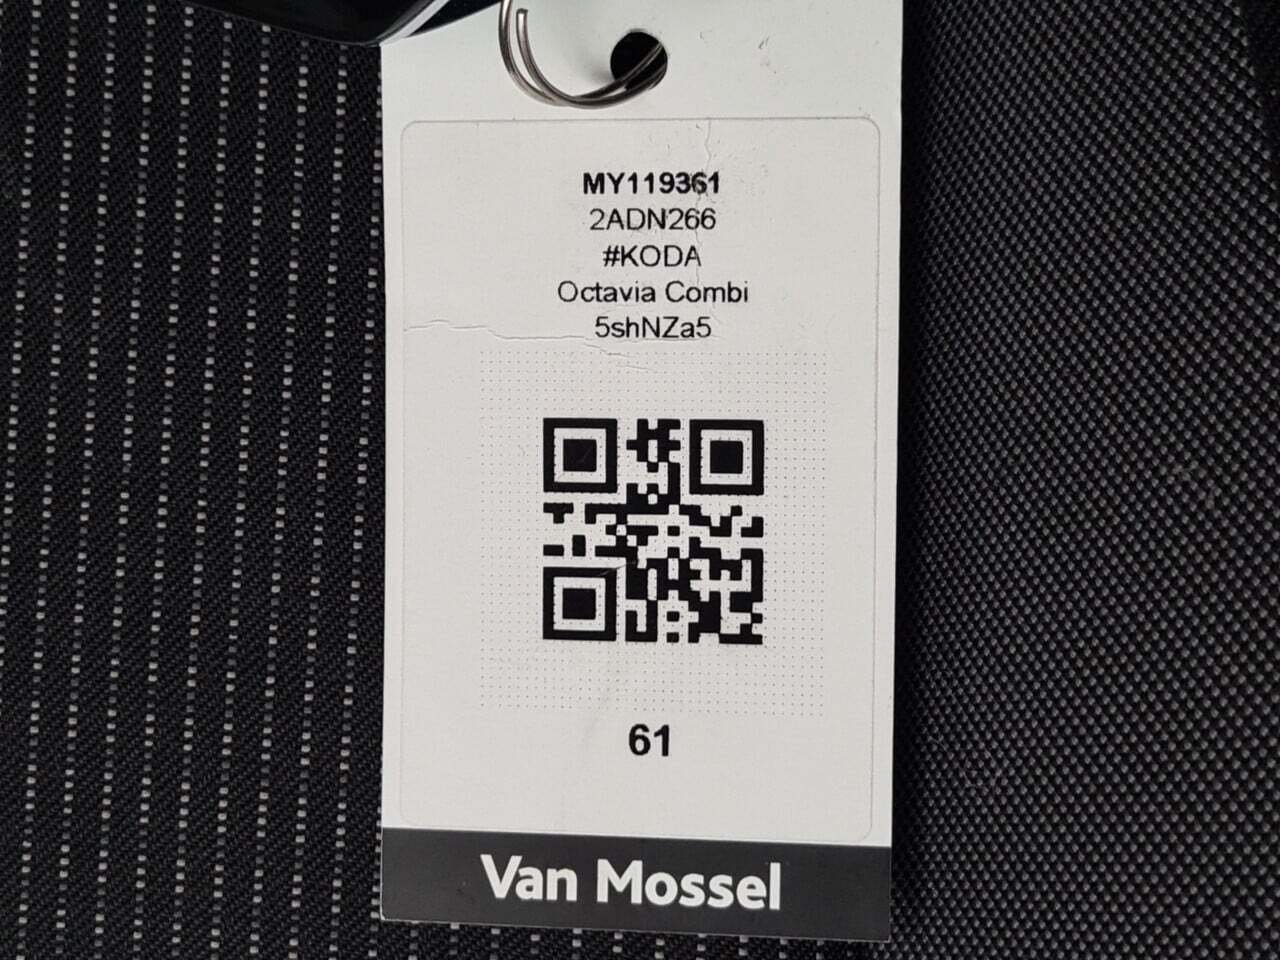 MY119361
2ADN266
#KODA
Octavia Combi
5shNZa5
61
Van Mossel